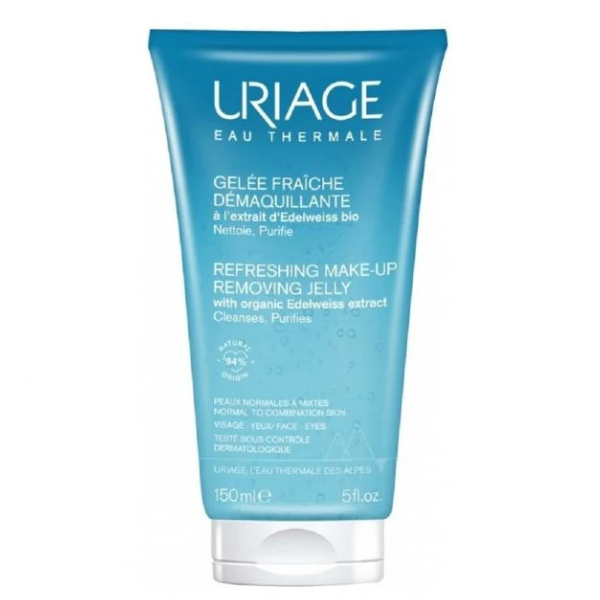 URIAGE
EAU THERMALE
GELÉE FRAÎCHE
DÉMAQUILLANTE
à l'extrait d'Edelweiss bio
Nettoie, Purifie
REFRESHING MAKE-UP
REMOVING JELLY
with organic Edelweiss extract
Cleanses, Purifies
NATURAL
94%
ORIGIN
PEAUX NORMALES À MIXTES
NORMAL TO COMBINATION SKIN
VISAGE - YEUX/ FACE - EYES
TESTÉ SOUS CONTRÔLE
DERMATOLOGIQUE
URIAGE, L'EAU THERMALE DES ALPES
150 ml e 5fl.oz.